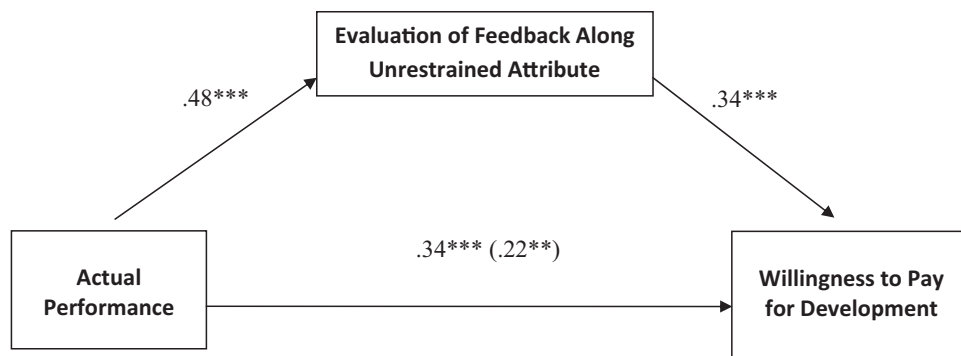 Evaluation of Feedback Along
Unrestrained Attribute
.48***
.34***
.34*** (.22**)
Actual
Performance
Willingness to Pay
for Development